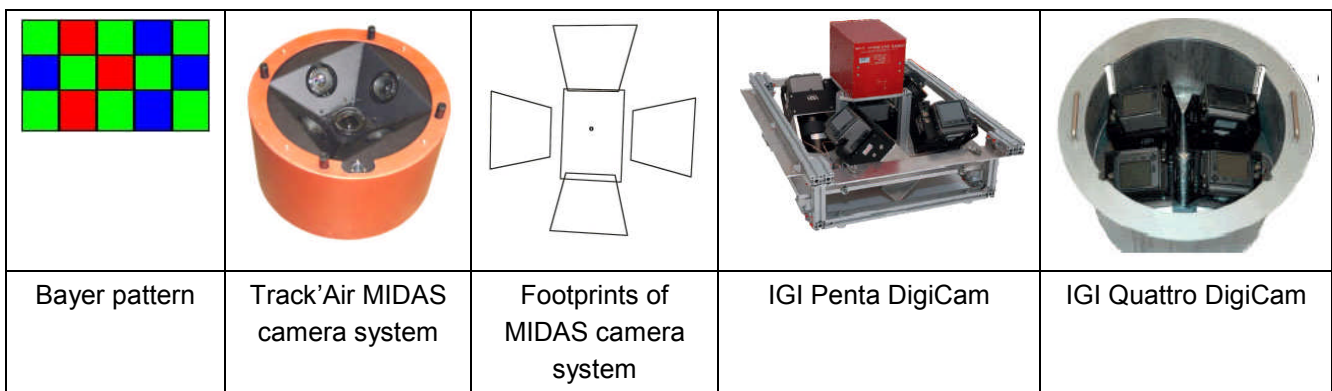 Bayer pattern
Track’Air MIDAS
camera system
Footprints of
MIDAS camera
system
IGI Penta DigiCam
IGI Quattro DigiCam